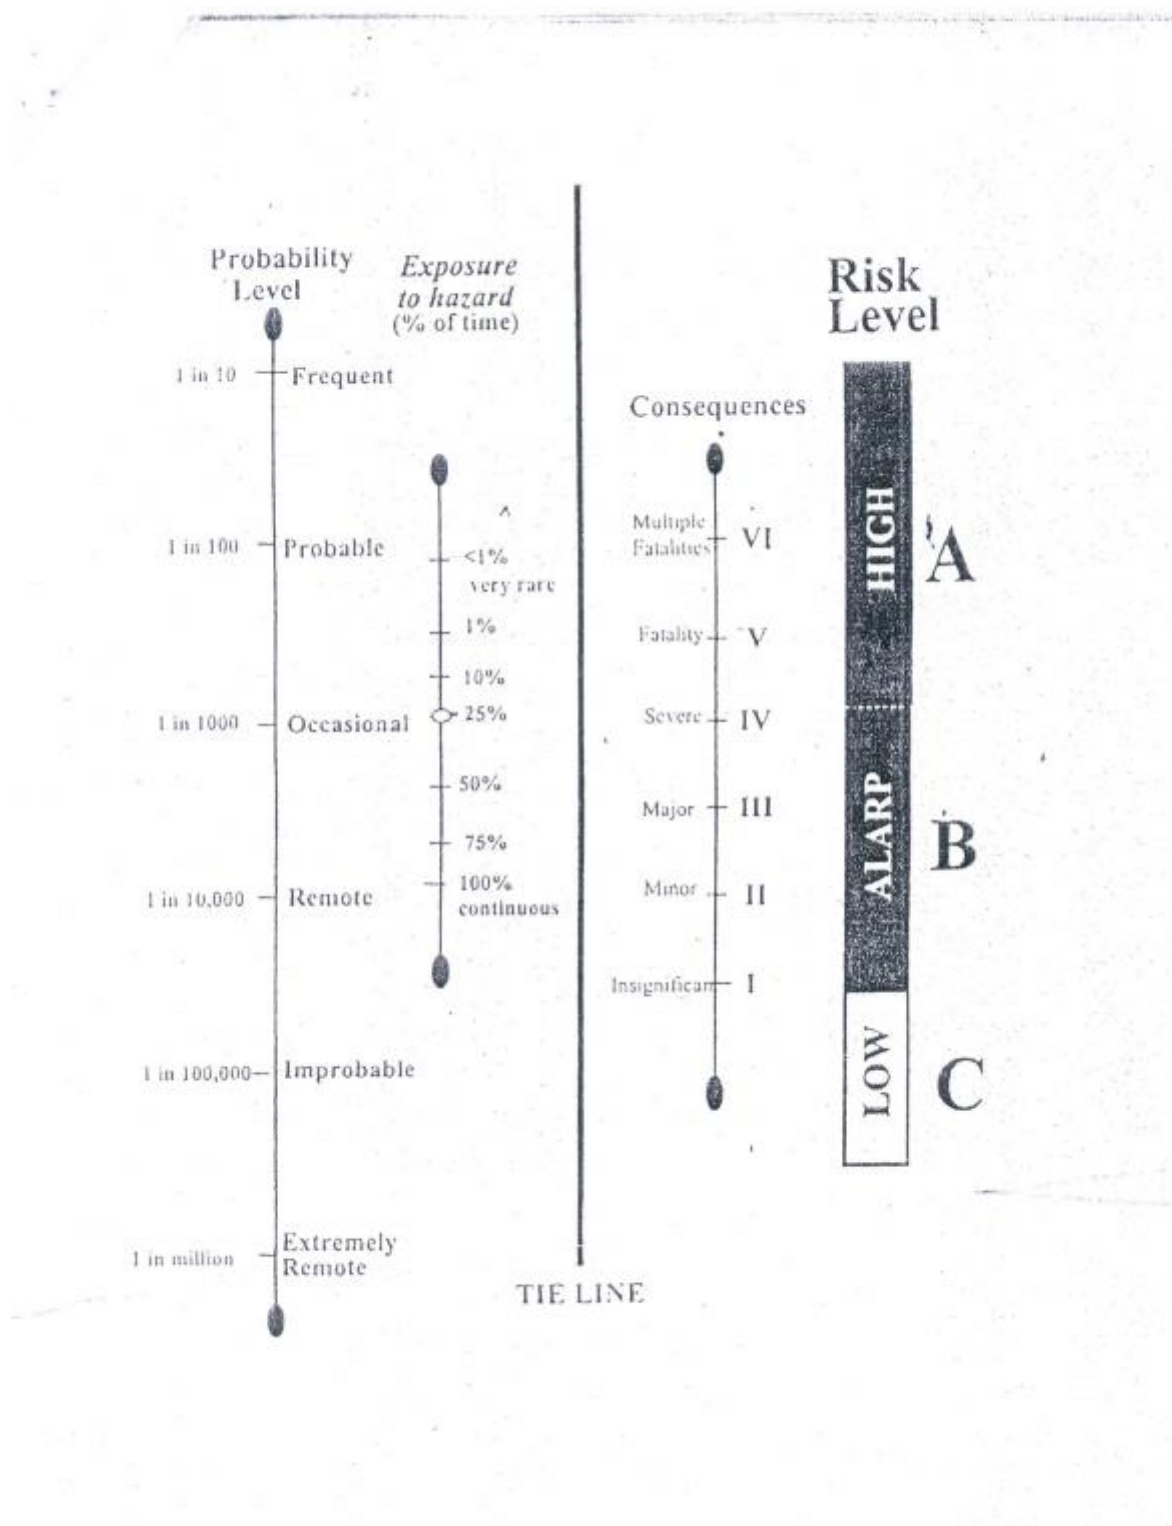 Probability
Level
Exposure
to hazard
(% of time)
1 in 10
Frequent
1 in 100
Probable
1 in 1000
Occasional
1 in 10,000
Remote
1 in 100,000
Improbable
1 in million
Extremely
Remote
<1%
very rare
1%
10%
25%
50%
75%
100%
continuous
TIE LINE
Consequences
Multiple
Fatalities
VI
Fatality
V
Severe
IV
Major
III
Minor
II
Insignifican
I
Risk
Level
HIGH
A
ALARP
B
LOW
C